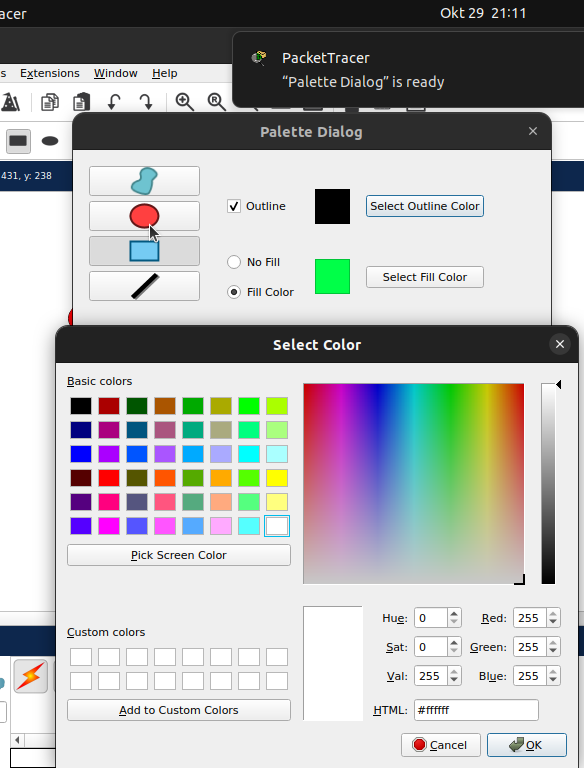 acer
Okt 29 21:11
PacketTracer
“Palette Dialog” is ready
s Extensions Window Help
431, y: 238
Palette Dialog
Outline
Select Outline Color
No Fill
Fill Color
Select Fill Color
Select Color
Basic colors
Pick Screen Color
Custom colors
Add to Custom Colors
Hue: 0
Red: 255
Sat: 0
Green: 255
Val: 255
Blue: 255
HTML: #ffffff
Cancel
OK